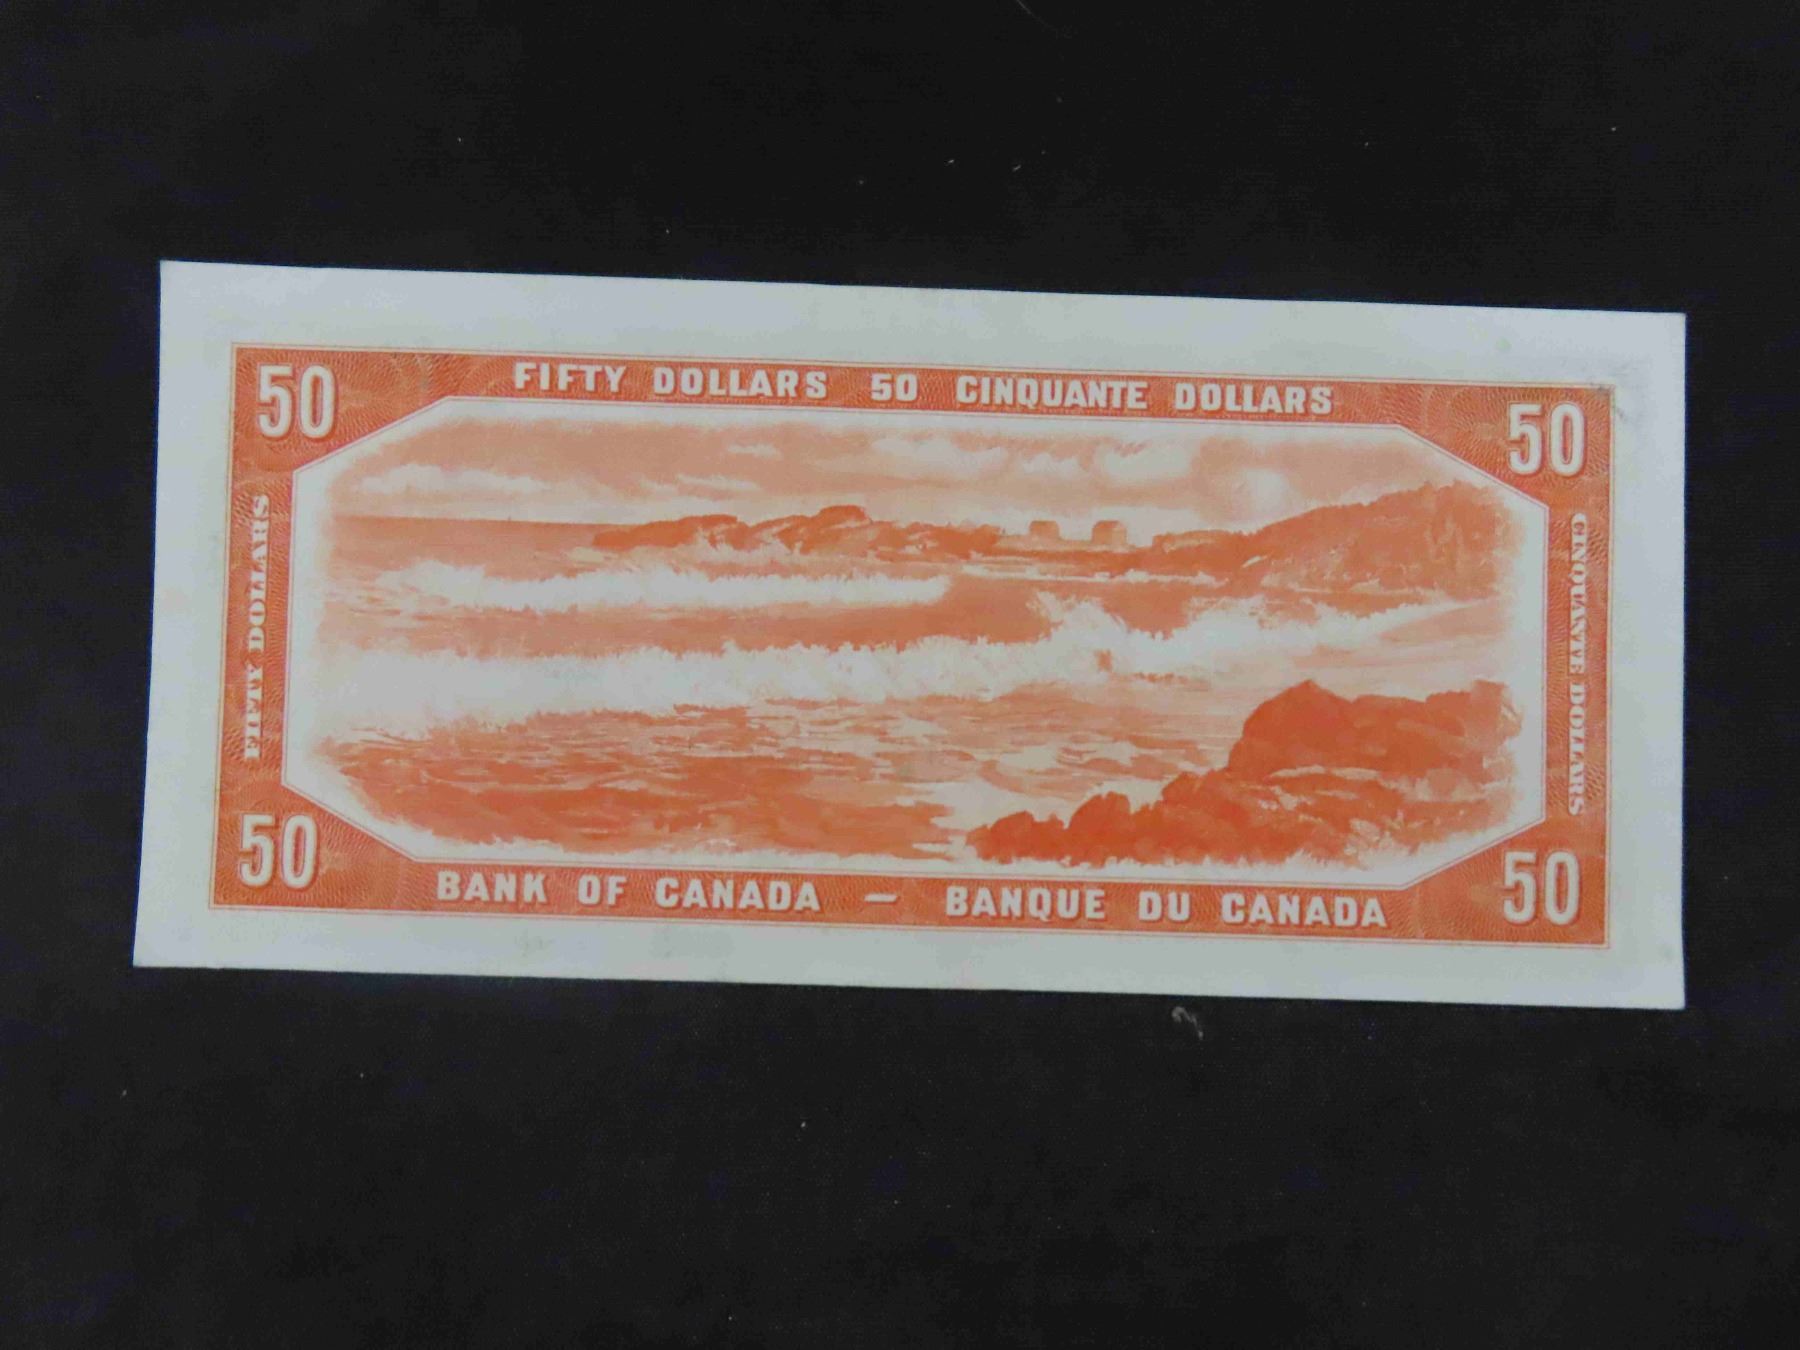 50
FIFTY DOLLARS 50 CINQUANTE DOLLARS
50
FIFTY DOLLARS
CINQUANTE DOLLARS
50
BANK OF CANADA — BANQUE DU CANADA
50